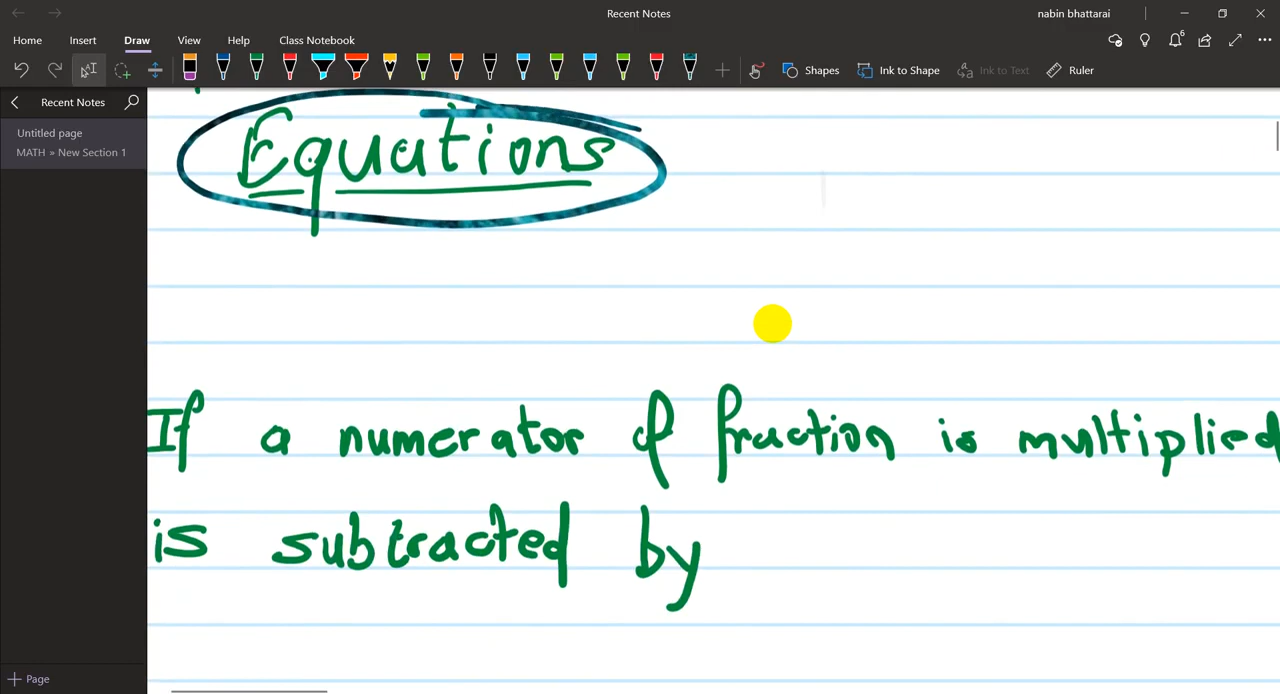 Recent Notes
nabin bhattarai
Home Insert Draw View Help Class Notebook
6
Shapes Ink to Shape Ink to Text Ruler
Recent Notes
Untitled page
MATH » New Section 1
Equations
If a numerator of fraction is multiplied
is subtracted by
Page